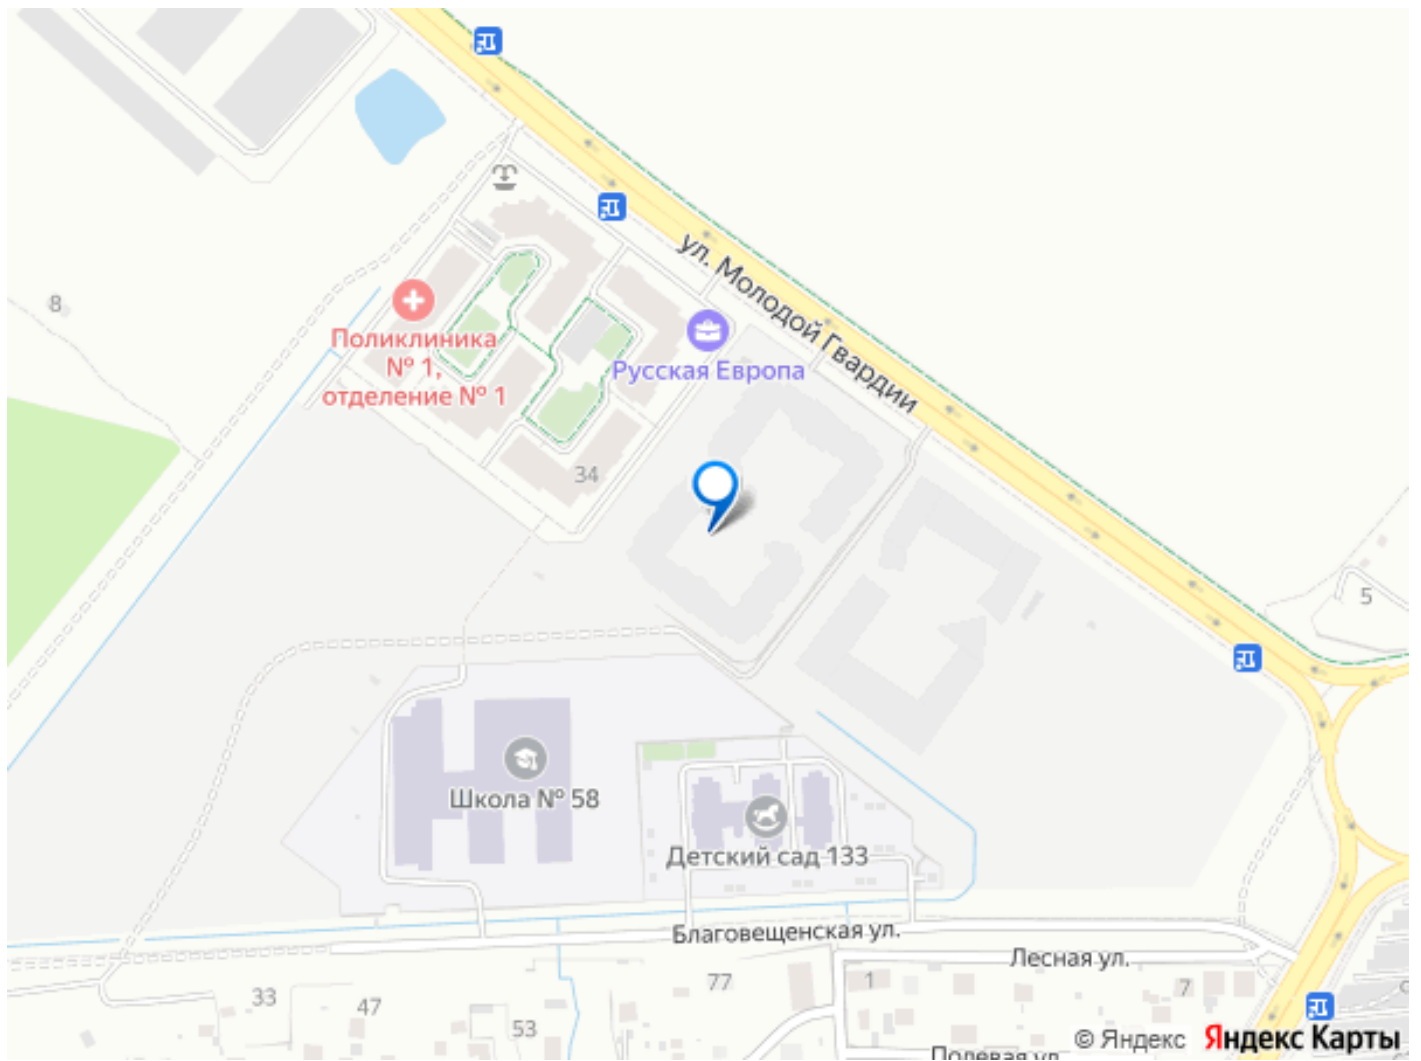 ул. Молодой Гвардии
8
Поликлиника
№ 1,
отделение № 1
Русская Европа
34
5
Школа № 58
Детский сад 133
Благовещенская ул.
Лесная ул.
33
47
53
77
1
7
Полевая ул.
© Яндекс Яндекс Карты